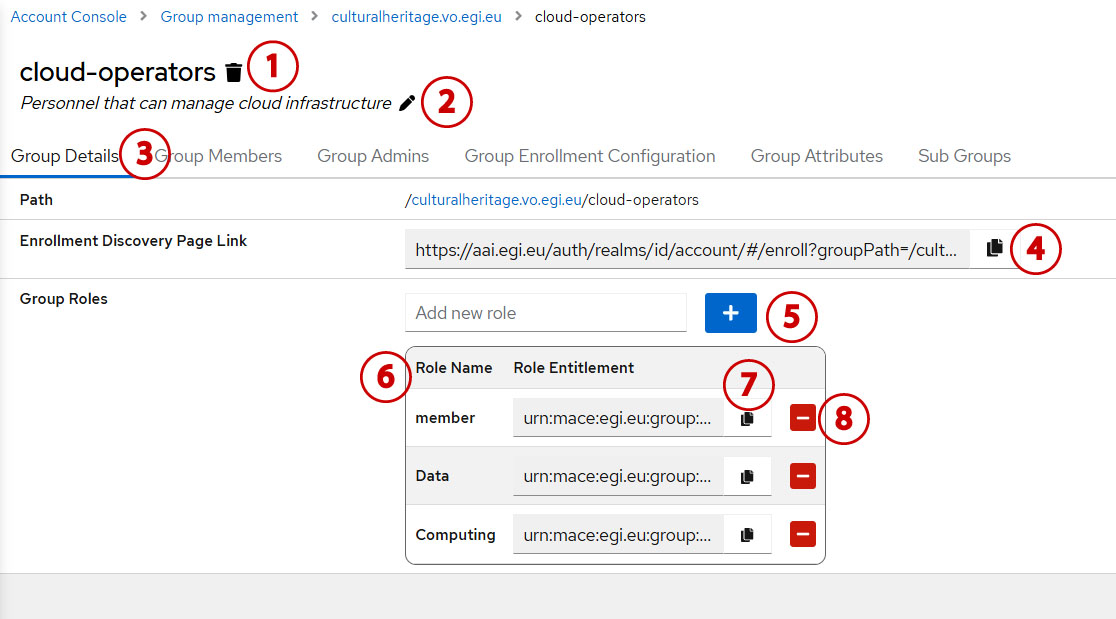 Account Console > Group management > culturalheritage.vo.egi.eu > cloud-operators
cloud-operators 1
Personnel that can manage cloud infrastructure 2
Group Details 3 Group Members Group Admins Group Enrollment Configuration Group Attributes Sub Groups
Path /culturalheritage.vo.egi.eu/cloud-operators
Enrollment Discovery Page Link https://aai.egi.eu/auth/realms/id/account/#/enroll?groupPath=/cult... 4
Group Roles Add new role + 5
6 Role Name Role Entitlement 7
member urn:mace:egi.eu:group:... 8
Data urn:mace:egi.eu:group:...
Computing urn:mace:egi.eu:group:...